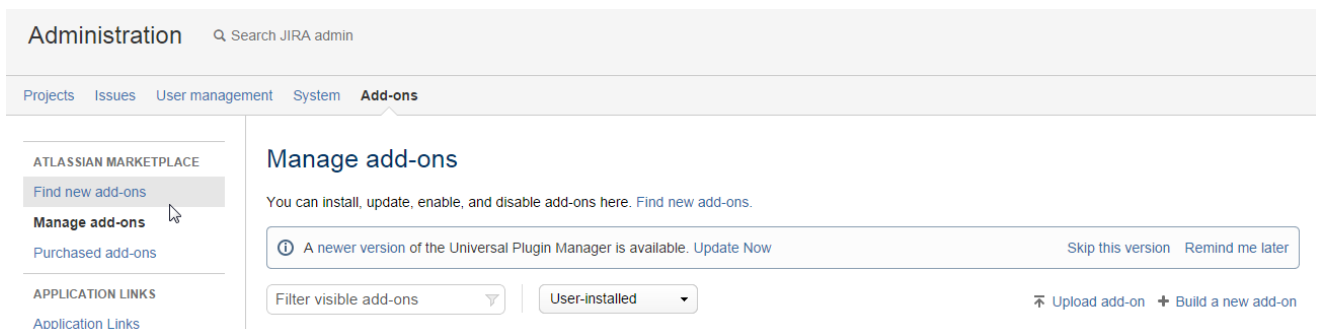 Administration Search JIRA admin
Projects Issues User management System Add-ons
ATLASSIAN MARKETPLACE
Find new add-ons
Manage add-ons
Purchased add-ons
APPLICATION LINKS
Application Links
Manage add-ons
You can install, update, enable, and disable add-ons here. Find new add-ons.
A newer version of the Universal Plugin Manager is available. Update Now Skip this version Remind me later
Filter visible add-ons User-installed Upload add-on Build a new add-on